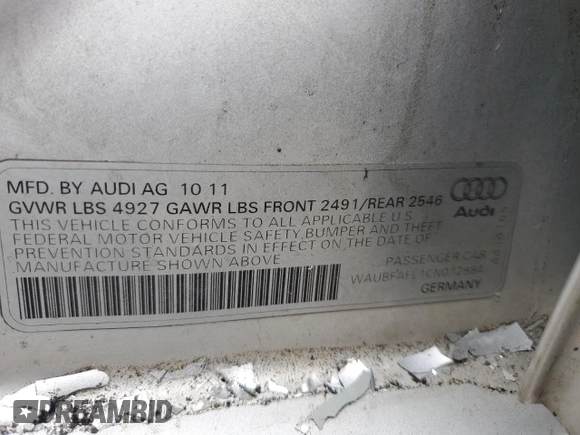 MFD. BY AUDI AG 10 11
GVWR LBS 4927 GAWR LBS FRONT 2491/REAR 2546
THIS VEHICLE CONFORMS TO ALL APPLICABLE U.S.
FEDERAL MOTOR VEHICLE SAFETY,BUMPER AND THEFT
PREVENTION STANDARDS IN EFFECT ON THE DATE OF
MANUFACTURE SHOWN ABOVE
Audi
PASSENGER CAR
GERMANY
PREAMBID